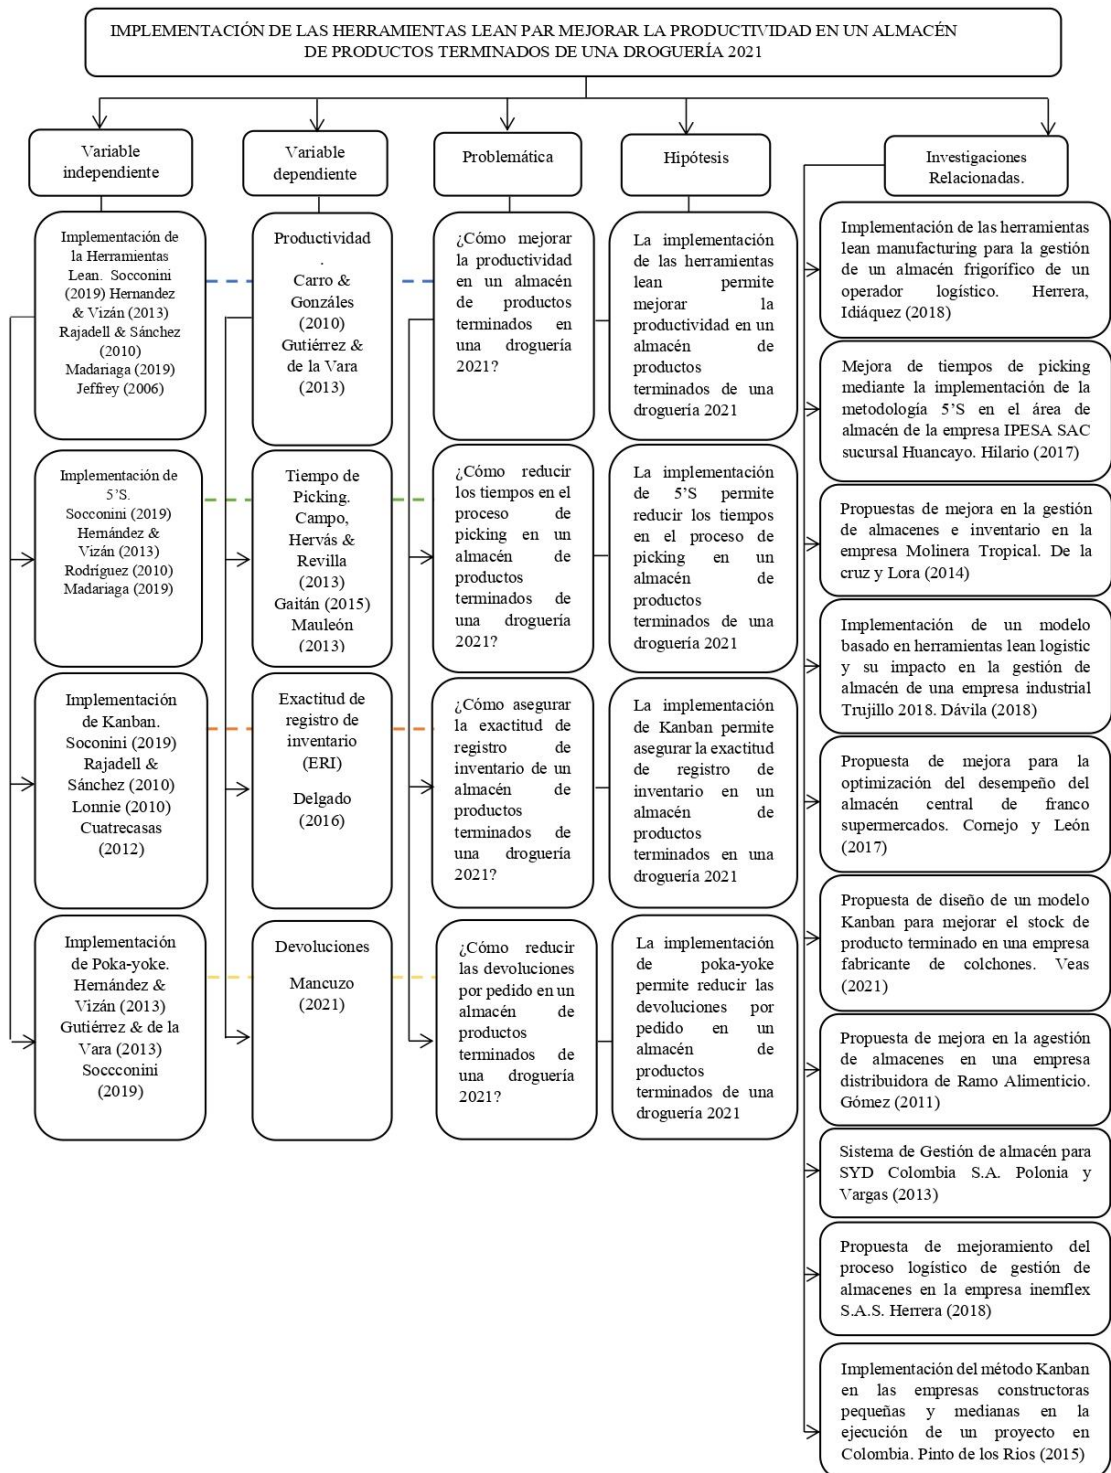 IMPLEMENTACIÓN DE LAS HERRAMIENTAS LEAN PAR MEJORAR LA PRODUCTIVIDAD EN UN ALMACÉN
DE PRODUCTOS TERMINADOS DE UNA DROGUERÍA 2021
Variable
independiente
Variable
dependiente
Problemática
Hipótesis
Investigaciones
Relacionadas.
Implementación de
la Herramientas
Lean. Socconini
(2019) Hernandez
& Vizán (2013)
Rajadell & Sánchez
(2010)
Madariaga (2019)
Jeffrey (2006)
Productividad
.
Carro &
Gonzáles
(2010)
Gutiérrez &
de la Vara
(2013)
¿Cómo mejorar
la productividad
en un almacén
de productos
terminados en
una droguería
2021?
La implementación
de las herramientas
lean permite
mejorar la
productividad en un
almacén de
productos
terminados de una
droguería 2021
Implementación de
5’S.
Socconini (2019)
Hernández &
Vizán (2013)
Rodríguez (2010)
Madariaga (2019)
Tiempo de
Picking.
Campo,
Hervás &
Revilla
(2013)
Gaitán (2015)
Mauleón
(2013)
¿Cómo reducir
los tiempos en el
proceso de
picking en un
almacén de
productos
terminados de
una droguería
2021?
La implementación
de 5’S permite
reducir los tiempos
en el proceso de
picking en un
almacén de
productos
terminados de una
droguería 2021
Implementación
de Kanban.
Soconini (2019)
Rajadell &
Sánchez (2010)
Lonnie (2010)
Cuatrecasas
(2012)
Exactitud de
registro de
inventario
(ERI)
Delgado
(2016)
¿Cómo asegurar
la exactitud de
registro de
inventario de un
almacén de
productos
terminados de
una droguería
2021?
La implementación
de Kanban permite
asegurar la exactitud
de registro de
inventario en un
almacén de
productos
terminados en una
droguería 2021
Implementación
de Poka-yoke.
Hernández &
Vizán (2013)
Gutiérrez & de la
Vara (2013)
Soccconini
(2019)
Devoluciones
Mancuzo
(2021)
¿Cómo reducir
las devoluciones
por pedido en un
almacén de
productos
terminados de
una droguería
2021?
La implementación
de poka-yoke
permite reducir las
devoluciones por
pedido en un
almacén de
productos
terminados de una
droguería 2021
Implementación de las herramientas
lean manufacturing para la gestión
de un almacén frigorífico de un
operador logístico. Herrera,
Idiáquez (2018)
Mejora de tiempos de picking
mediante la implementación de la
metodología 5’S en el área de
almacén de la empresa IPESA SAC
sucursal Huancayo. Hilario (2017)
Propuestas de mejora en la gestión
de almacenes e inventario en la
empresa Molinera Tropical. De la
cruz y Lora (2014)
Implementación de un modelo
basado en herramientas lean logistic
y su impacto en la gestión de
almacén de una empresa industrial
Trujillo 2018. Dávila (2018)
Propuesta de mejora para la
optimización del desempeño del
almacén central de franco
supermercados. Cornejo y León
(2017)
Propuesta de diseño de un modelo
Kanban para mejorar el stock de
producto terminado en una empresa
fabricante de colchones. Veas
(2021)
Propuesta de mejora en la agestión
de almacenes en una empresa
distribuidora de Ramo Alimenticio.
Gómez (2011)
Sistema de Gestión de almacén para
SYD Colombia S.A. Polonia y
Vargas (2013)
Propuesta de mejoramiento del
proceso logístico de gestión de
almacenes en la empresa inemflex
S.A.S. Herrera (2018)
Implementación del método Kanban
en las empresas constructoras
pequeñas y medianas en la
ejecución de un proyecto en
Colombia. Pinto de los Rios (2015)